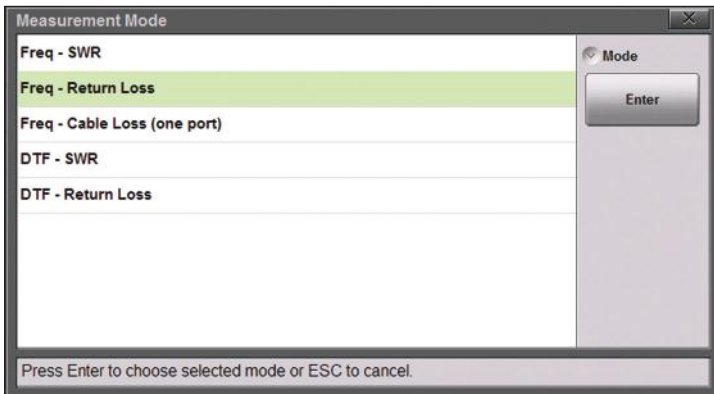 Measurement Mode
Freq - SWR
Mode
Freq - Return Loss
Enter
Freq - Cable Loss (one port)
DTF - SWR
DTF - Return Loss
Press Enter to choose selected mode or ESC to cancel.